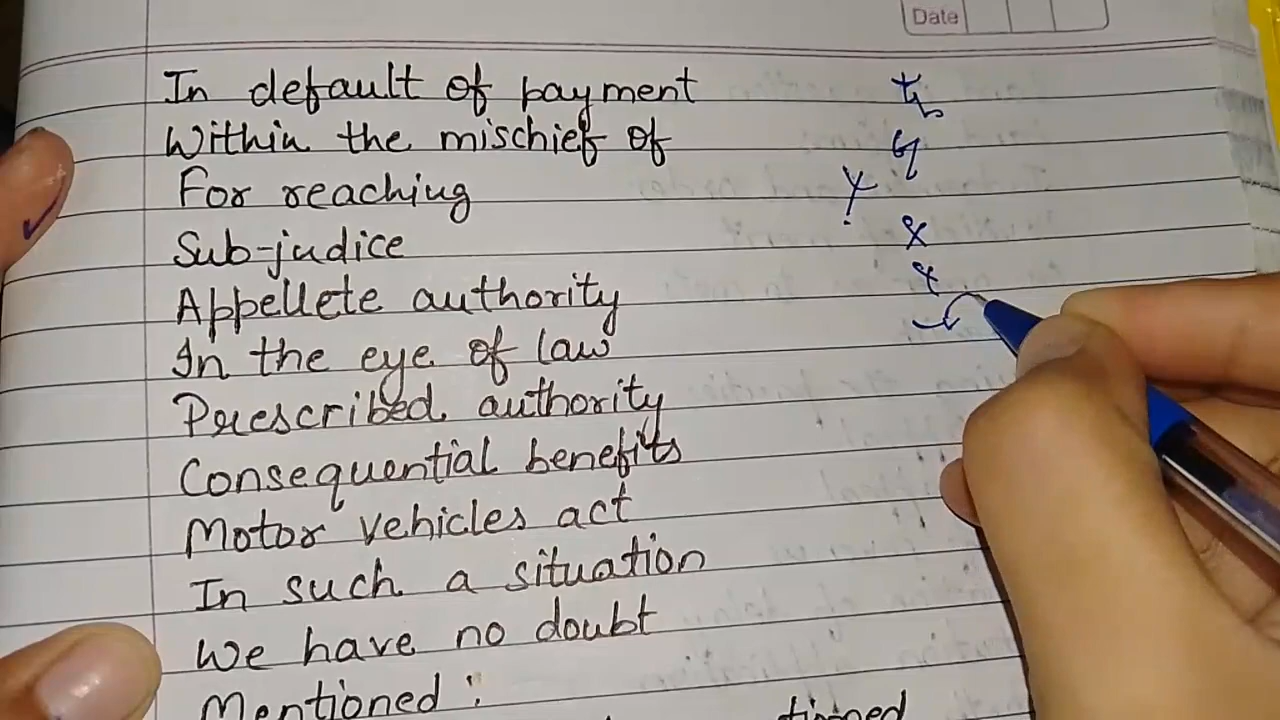 Date
In default of payment
Within the mischief of
For reaching
Sub-judice
Appellete authority
In the eye of law
Prescribed authority
Consequential benefits
Motor vehicles act
In such a situation
We have no doubt
Mentioned :